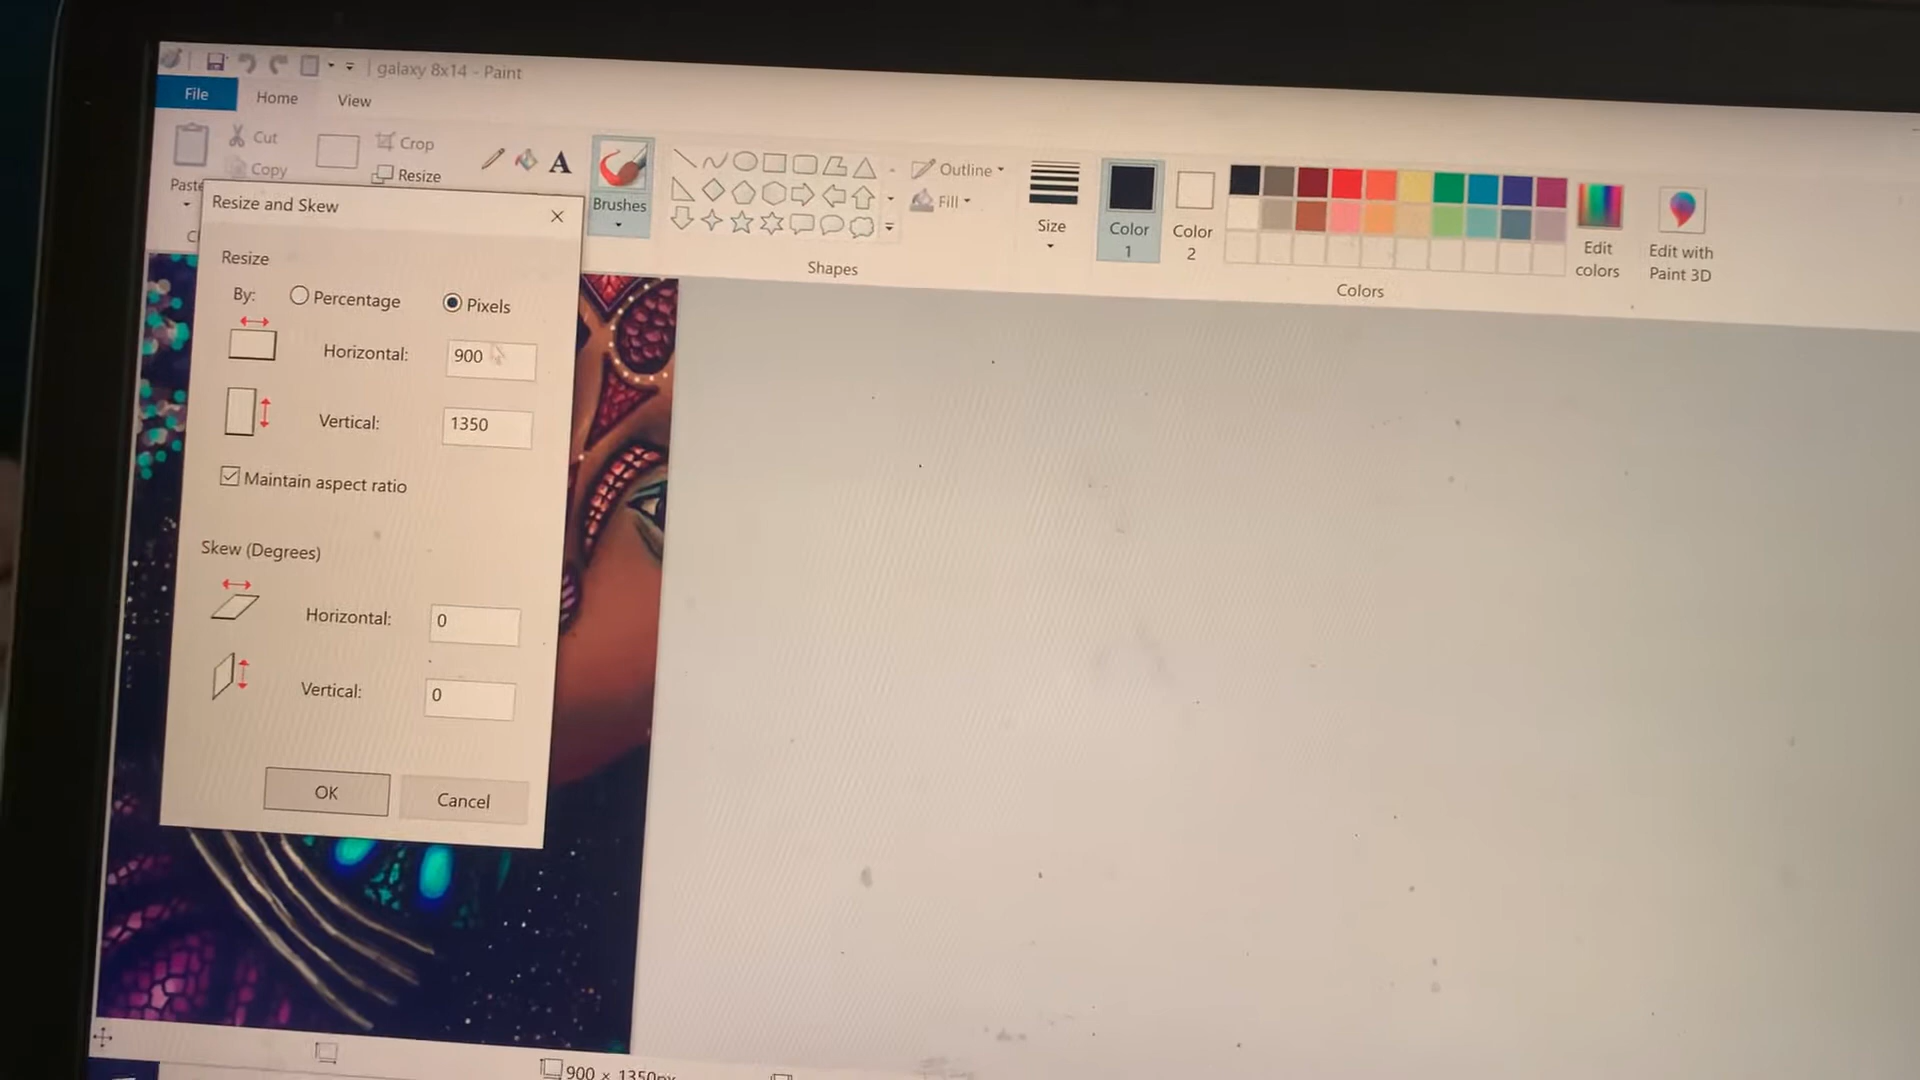 galaxy 8x14 - Paint
File
Home
View
Cut
Copy
Paste
Crop
Resize
A
Brushes
Shapes
Outline
Fill
Size
Color
1
Color
2
Colors
Edit
colors
Edit with
Paint 3D
Resize and Skew
Resize
By:
Percentage
Pixels
Horizontal:
900
Vertical:
1350
Maintain aspect ratio
Skew (Degrees)
Horizontal:
0
Vertical:
0
OK
Cancel
900 × 1350px